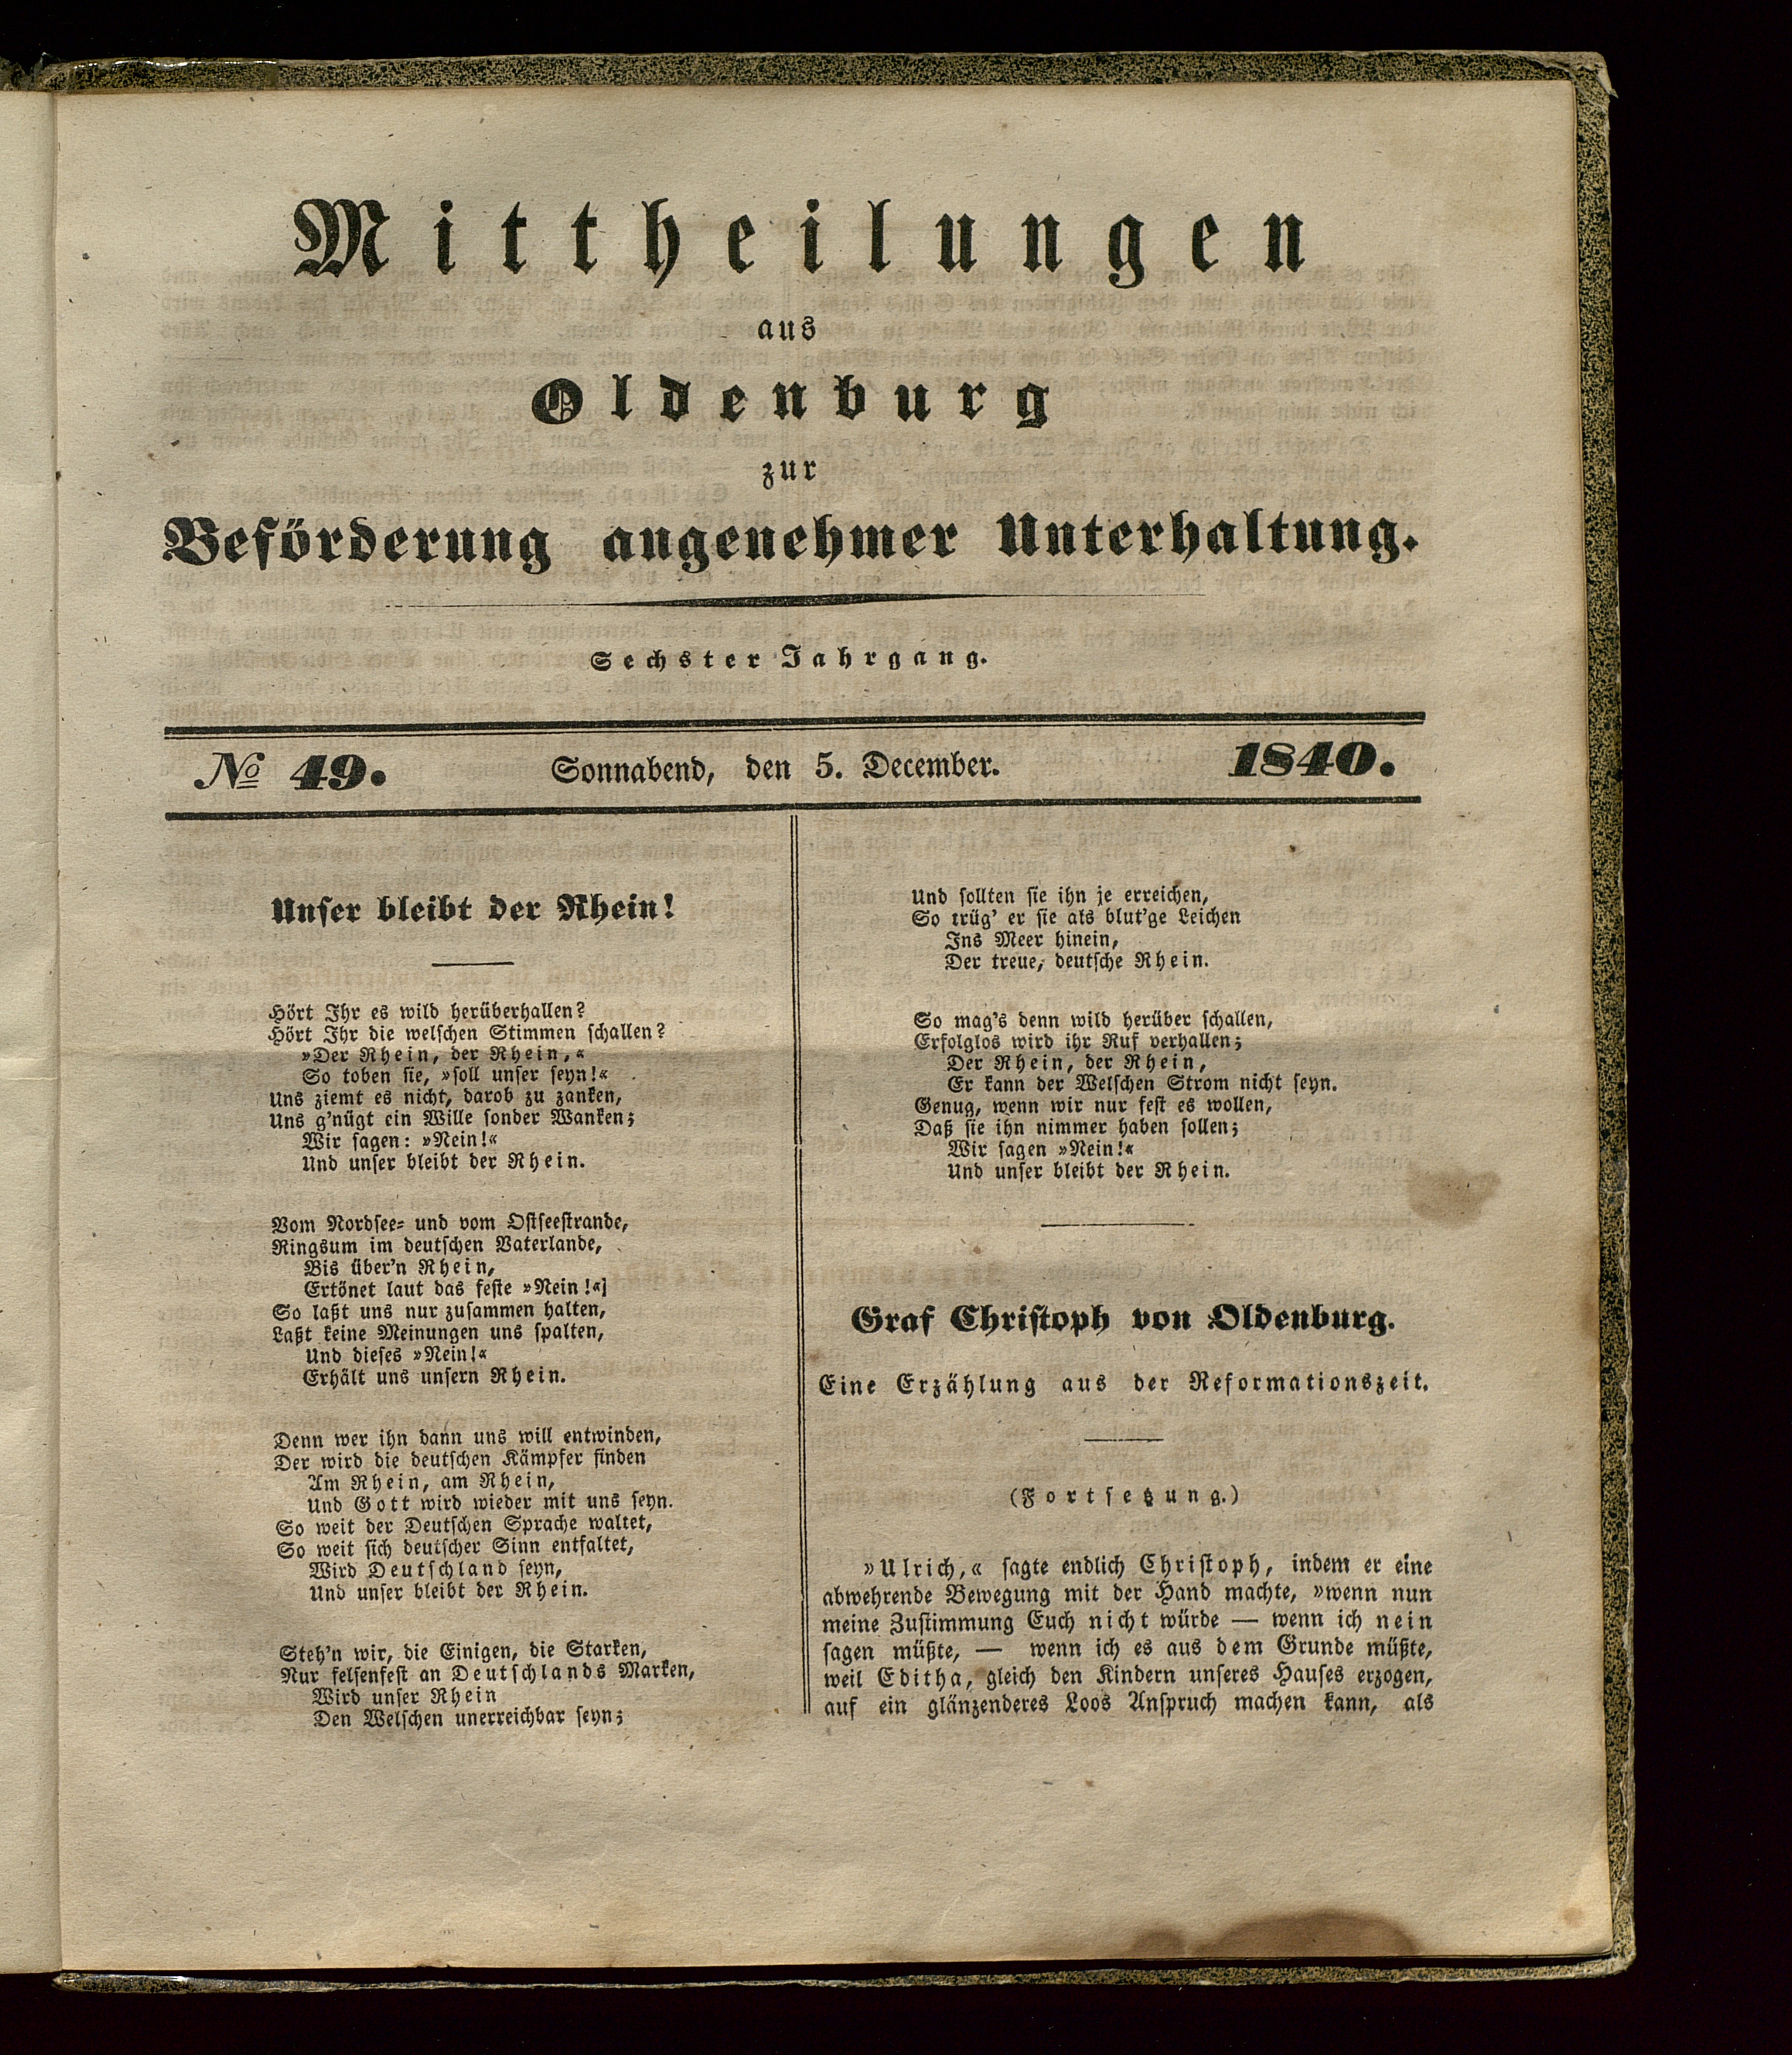 Mittheilungen
aus
Oldenburg
zur
Beförderung angenehmer Unterhaltung.
Sechster Jahrgang.
No 49. Sonnabend, den 5. December. 1840.
Unser bleibt der Rhein!
Hört Ihr es wild herüberhallen?
Hört Ihr die welschen Stimmen schallen?
»Der Rhein, der Rhein,«
So toben sie, »soll unser seyn!«
Uns ziemt es nicht, darob zu zanken,
Uns g'nügt ein Wille sonder Wanken;
Wir sagen: »Nein!«
Und unser bleibt der Rhein.
Vom Nordsee- und vom Ostseestrande,
Ringsum im deutschen Vaterlande,
Bis über'n Rhein,
Ertönet laut das feste »Nein!«]
So laßt uns nur zusammen halten,
Laßt keine Meinungen uns spalten,
Und dieses »Nein!«
Erhält uns unsern Rhein.
Denn wer ihn dann uns will entwinden,
Der wird die deutschen Kämpfer finden
Am Rhein, am Rhein,
Und Gott wird wieder mit uns seyn.
So weit der Deutschen Sprache waltet,
So weit sich deutscher Sinn entfaltet,
Wird Deutschland seyn,
Und unser bleibt der Rhein.
Steh'n wir, die Einigen, die Starken,
Nur felsenfest an Deutschlands Marken,
Wird unser Rhein
Den Welschen unerreichbar seyn;
Und sollten sie ihn je erreichen,
So trüg' er sie als blut'ge Leichen
Ins Meer hinein,
Der treue, deutsche Rhein.
So mag's denn wild herüber schallen,
Erfolglos wird ihr Ruf verhallen;
Der Rhein, der Rhein,
Er kann der Welschen Strom nicht seyn.
Genug, wenn wir nur fest es wollen,
Daß sie ihn nimmer haben sollen;
Wir sagen »Nein!«
Und unser bleibt der Rhein.
Graf Christoph von Oldenburg.
Eine Erzählung aus der Reformationszeit.
(Fortsetzung.)
»Ulrich,« sagte endlich Christoph, indem er eine
abwehrende Bewegung mit der Hand machte, »wenn nun
meine Zustimmung Euch nicht würde — wenn ich nein
sagen müßte, — wenn ich es aus dem Grunde müßte,
weil Editha, gleich den Kindern unseres Hauses erzogen,
auf ein glänzenderes Loos Anspruch machen kann, als